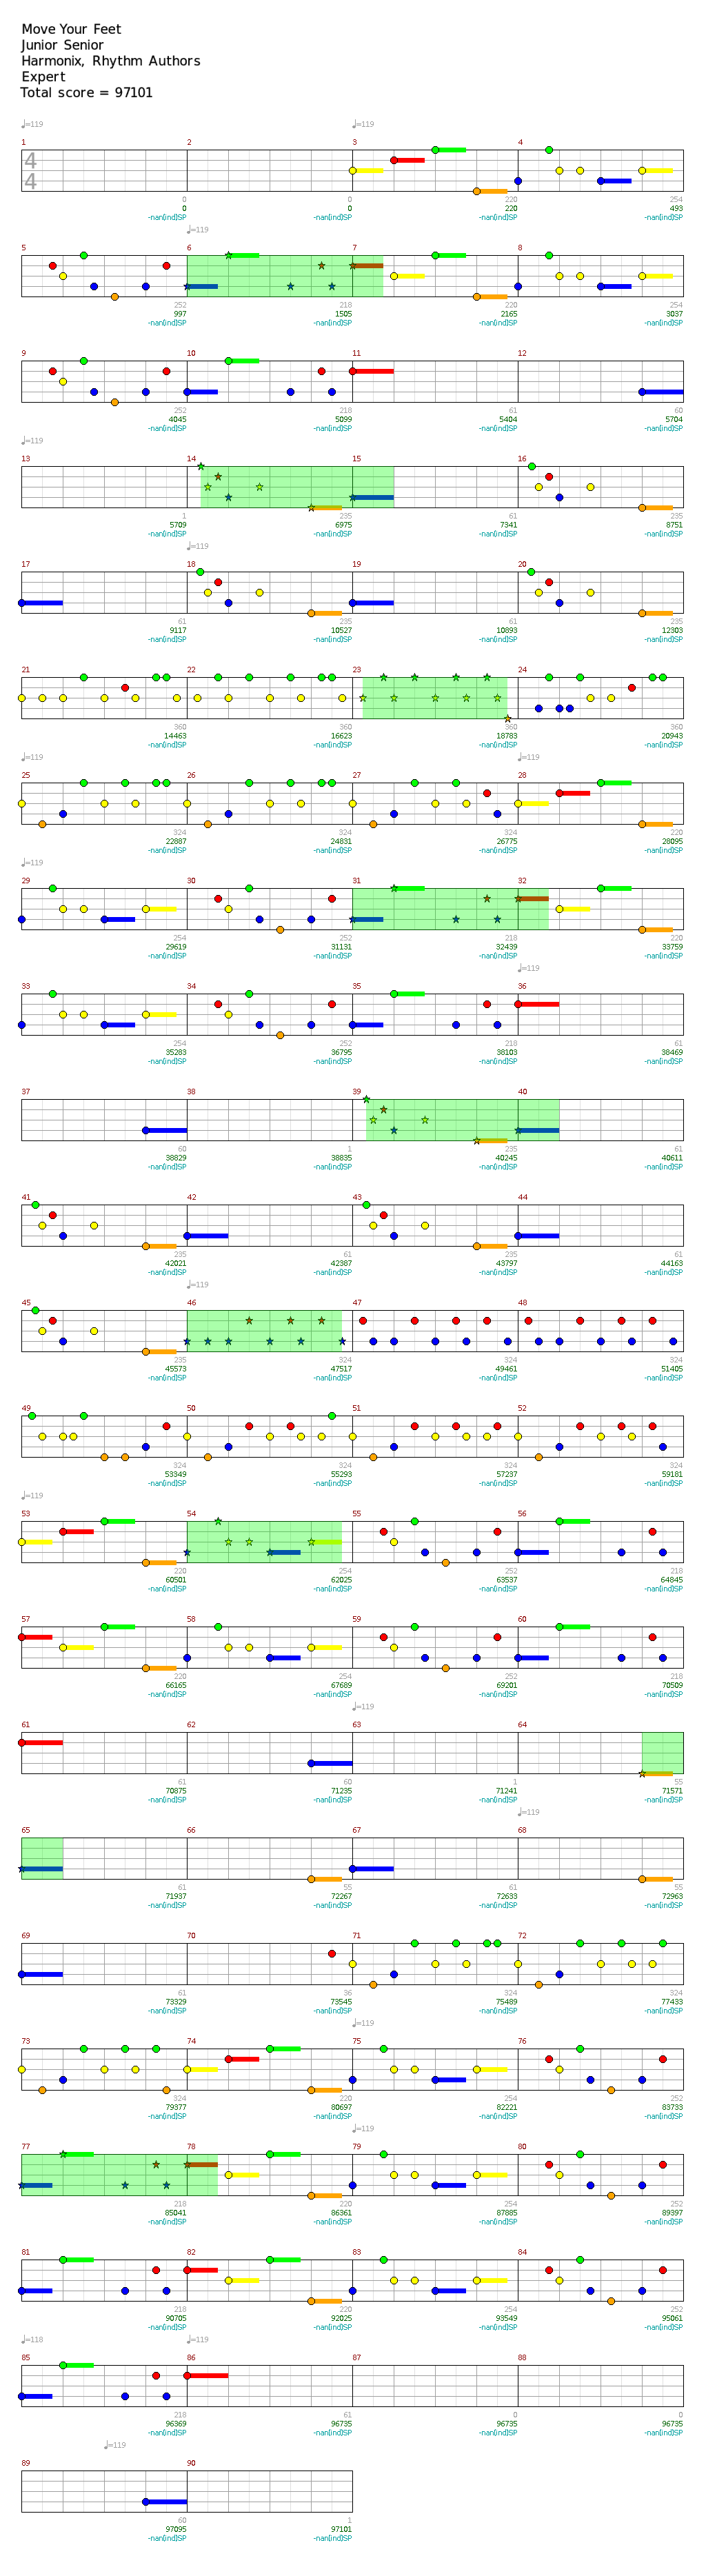 Move Your Feet
Junior Senior
Harmonix, Rhythm Authors
Expert
Total score = 97101
♩=119 ♩=119
1 2 3 4
4
4
0 220 254
0 0 220 493
-nan(ind)SP -nan(ind)SP -nan(ind)SP -nan(ind)SP
♩=119
5 6 7 8
252 218 220 254
997 1505 2165 3037
-nan(ind)SP -nan(ind)SP -nan(ind)SP -nan(ind)SP
9 10 11 12
252 218 61 60
4045 5099 5404 5704
-nan(ind)SP -nan(ind)SP -nan(ind)SP -nan(ind)SP
♩=119
13 14 15 16
1 235 61 235
5709 6975 7341 8751
-nan(ind)SP -nan(ind)SP -nan(ind)SP -nan(ind)SP
♩=119
17 18 19 20
61 235 61 235
9117 10527 10893 12303
-nan(ind)SP -nan(ind)SP -nan(ind)SP -nan(ind)SP
21 22 23 24
360 360 360 360
14463 16623 18783 20943
-nan(ind)SP -nan(ind)SP -nan(ind)SP -nan(ind)SP
♩=119 ♩=119
25 26 27 28
324 324 324 220
22887 24831 26775 28095
-nan(ind)SP -nan(ind)SP -nan(ind)SP -nan(ind)SP
♩=119
29 30 31 32
254 252 218 220
29619 31131 32439 33759
-nan(ind)SP -nan(ind)SP -nan(ind)SP -nan(ind)SP
♩=119
33 34 35 36
254 252 218 61
35283 36795 38103 38469
-nan(ind)SP -nan(ind)SP -nan(ind)SP -nan(ind)SP
37 38 39 40
60 1 235 61
38829 38835 40245 40611
-nan(ind)SP -nan(ind)SP -nan(ind)SP -nan(ind)SP
41 42 43 44
235 61 235 61
42021 42387 43797 44163
-nan(ind)SP -nan(ind)SP -nan(ind)SP -nan(ind)SP
♩=119
45 46 47 48
235 324 324 324
45573 47517 49461 51405
-nan(ind)SP -nan(ind)SP -nan(ind)SP -nan(ind)SP
49 50 51 52
324 324 324 324
53349 55293 57237 59181
-nan(ind)SP -nan(ind)SP -nan(ind)SP -nan(ind)SP
♩=119
53 54 55 56
220 254 252 218
60501 62025 63537 64845
-nan(ind)SP -nan(ind)SP -nan(ind)SP -nan(ind)SP
57 58 59 60
220 254 252 218
66165 67689 69201 70509
-nan(ind)SP -nan(ind)SP -nan(ind)SP -nan(ind)SP
♩=119
61 62 63 64
61 60 1 55
70875 71235 71241 71571
-nan(ind)SP -nan(ind)SP -nan(ind)SP -nan(ind)SP
♩=119
65 66 67 68
61 55 61 55
71937 72267 72633 72963
-nan(ind)SP -nan(ind)SP -nan(ind)SP -nan(ind)SP
69 70 71 72
61 36 324 324
73329 73545 75489 77433
-nan(ind)SP -nan(ind)SP -nan(ind)SP -nan(ind)SP
♩=119
73 74 75 76
324 220 254 252
79377 80697 82221 83733
-nan(ind)SP -nan(ind)SP -nan(ind)SP -nan(ind)SP
♩=119
77 78 79 80
218 220 254 252
85041 86361 87885 89397
-nan(ind)SP -nan(ind)SP -nan(ind)SP -nan(ind)SP
81 82 83 84
218 220 254 252
90705 92025 93549 95061
-nan(ind)SP -nan(ind)SP -nan(ind)SP -nan(ind)SP
♩=118 ♩=119
85 86 87 88
218 61 0 0
96369 96735 96735 96735
-nan(ind)SP -nan(ind)SP -nan(ind)SP -nan(ind)SP
♩=119
89 90
60 1
97095 97101
-nan(ind)SP -nan(ind)SP